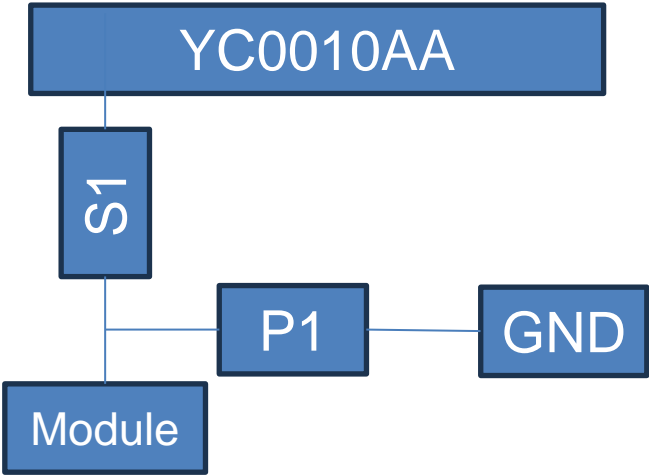 YC0010AA
S1
P1
GND
Module